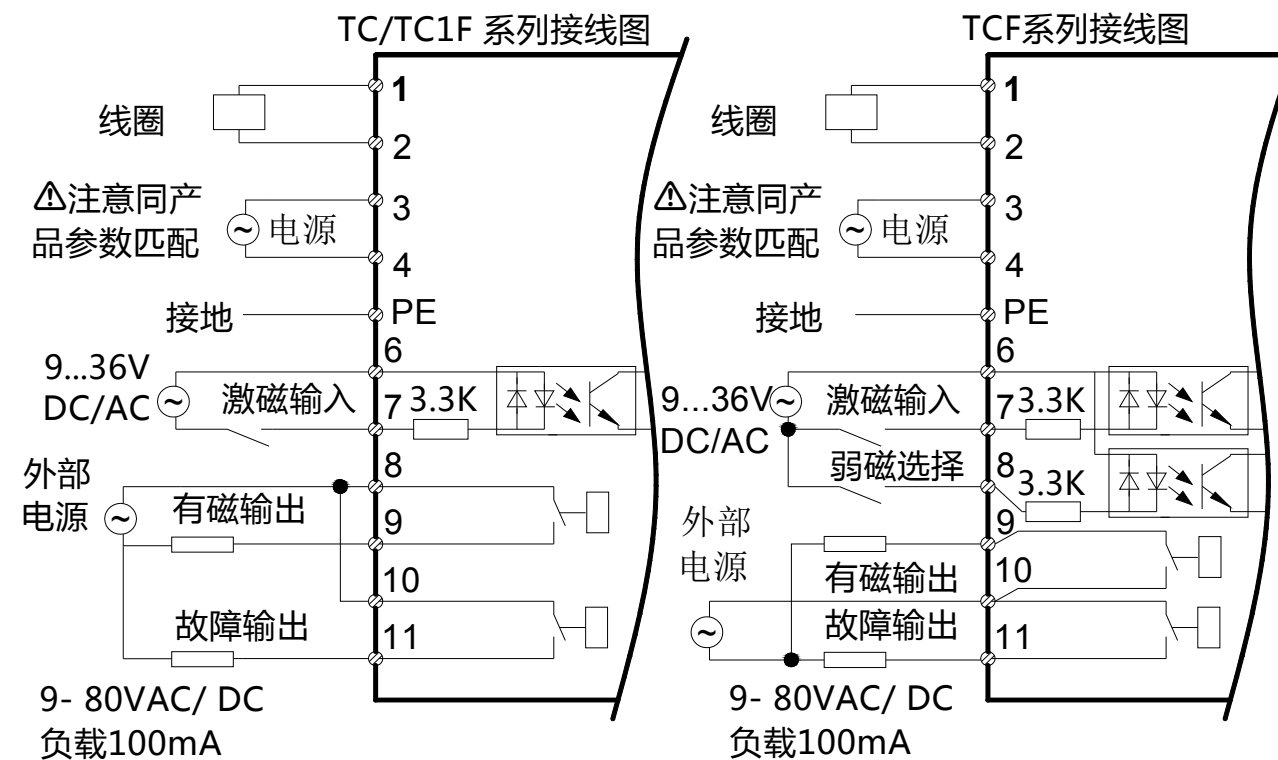 TC/TC1F 系列接线图
线圈
1
2
⚠注意同产
品参数匹配
电源
3
4
接地
PE
9...36V
DC/AC
激磁输入
6
7
3.3K
外部
电源
有磁输出
8
9
10
故障输出
11
9- 80VAC/ DC
负载100mA
TCF系列接线图
线圈
1
2
⚠注意同产
品参数匹配
电源
3
4
接地
PE
9...36V
DC/AC
激磁输入
6
7
3.3K
弱磁选择
8
3.3K
外部
电源
9
有磁输出
10
故障输出
11
9- 80VAC/ DC
负载100mA